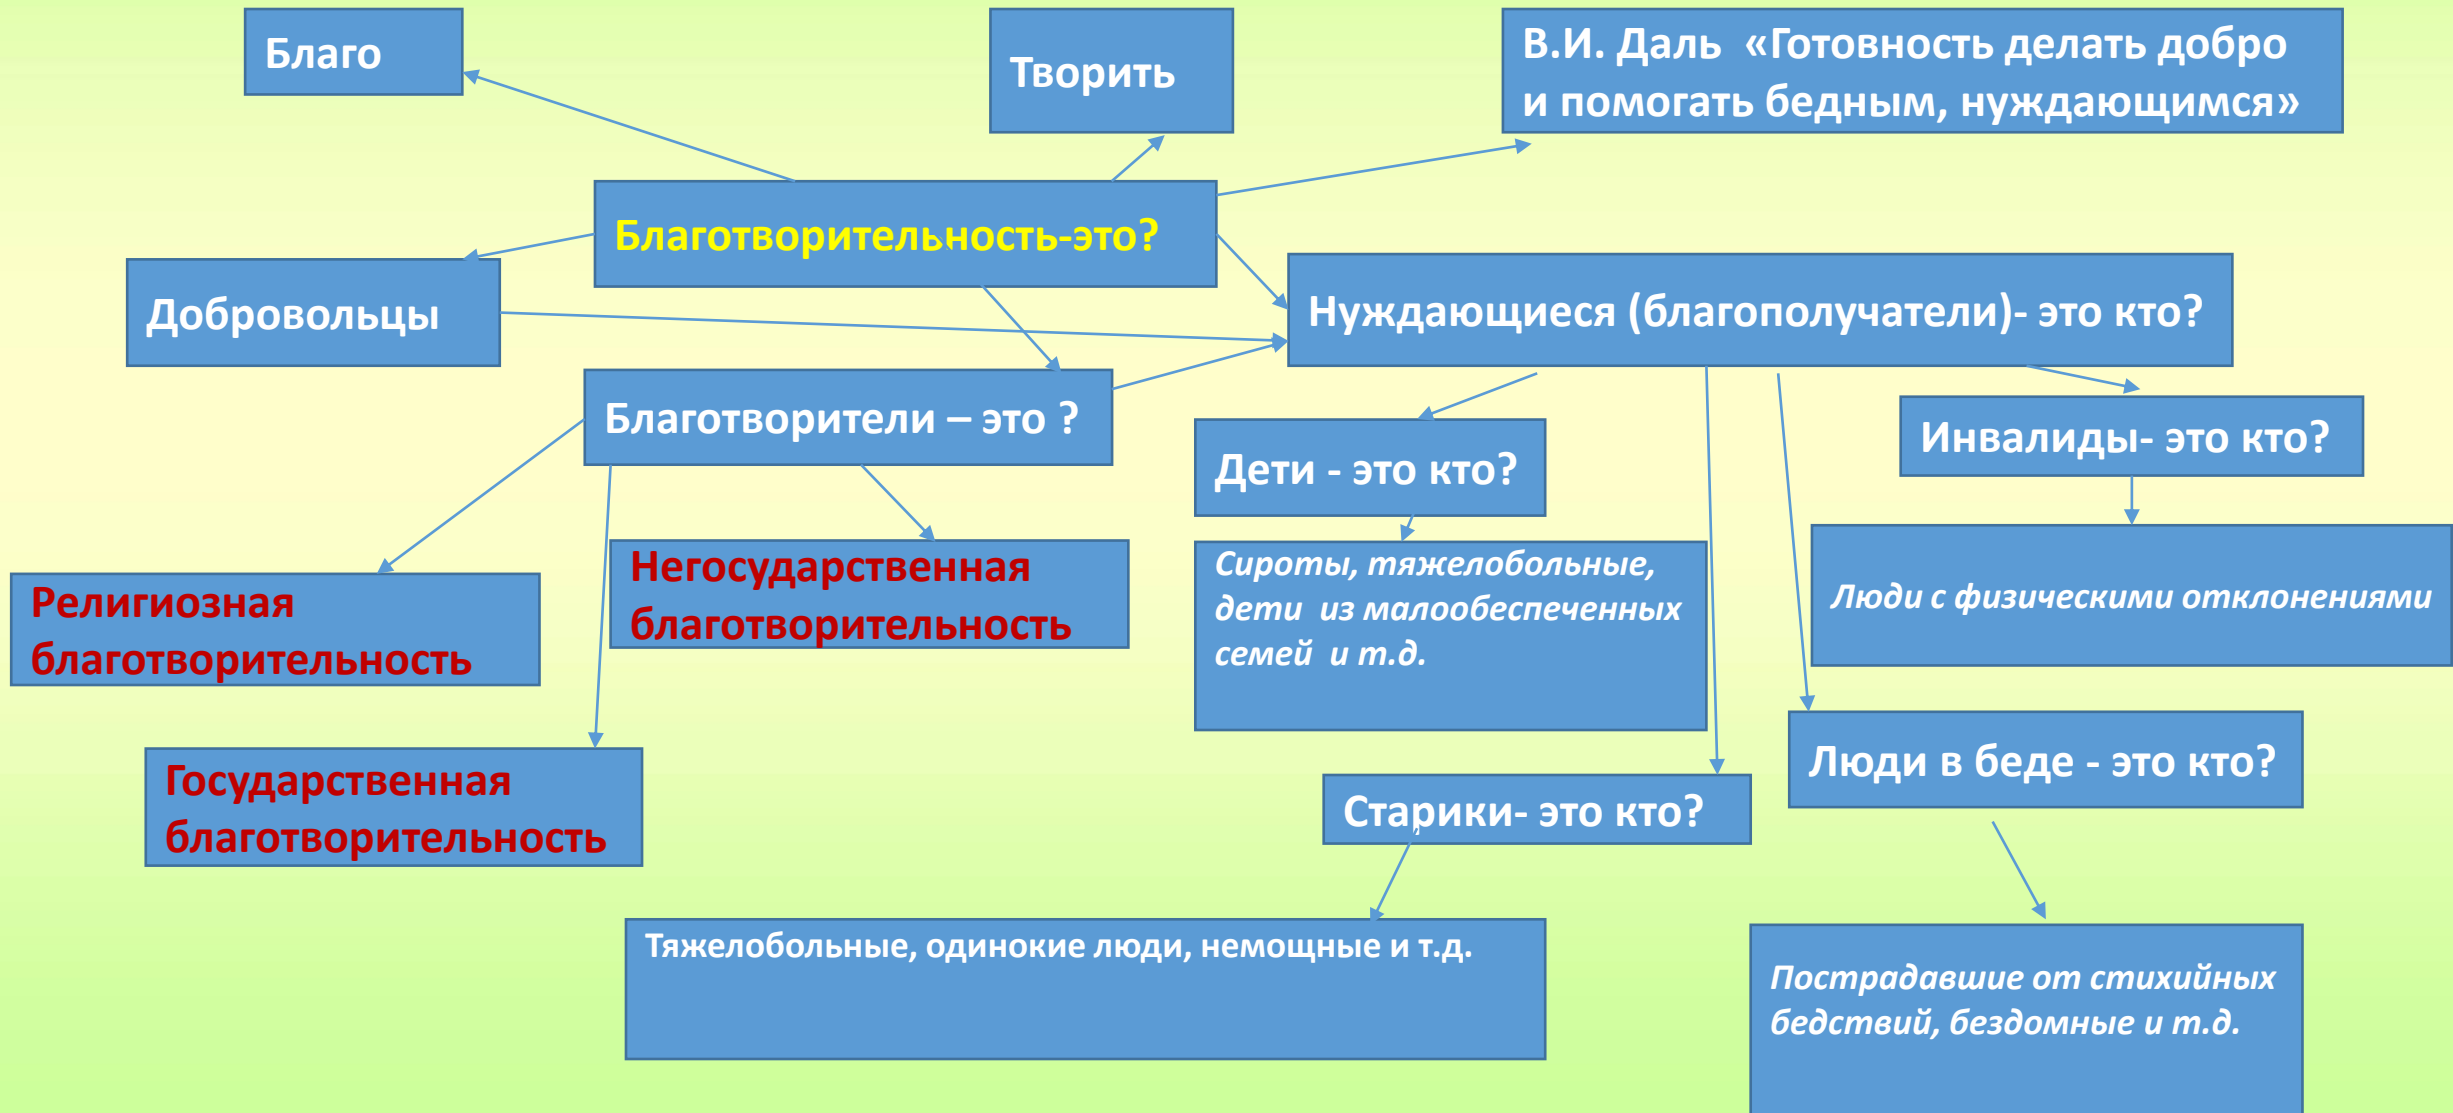 Благо
Творить
В.И. Даль «Готовность делать добро
и помогать бедным, нуждающимся»
Благотворительность-это?
Добровольцы
Нуждающиеся (благополучатели)- это кто?
Благотворители – это ?
Дети - это кто?
Инвалиды- это кто?
Религиозная
благотворительность
Негосударственная
благотворительность
Сироты, тяжелобольные,
дети из малообеспеченных
семей и т.д.
Люди с физическими отклонениями
Государственная
благотворительность
Старики- это кто?
Люди в беде - это кто?
Тяжелобольные, одинокие люди, немощные и т.д.
Пострадавшие от стихийных
бедствий, бездомные и т.д.